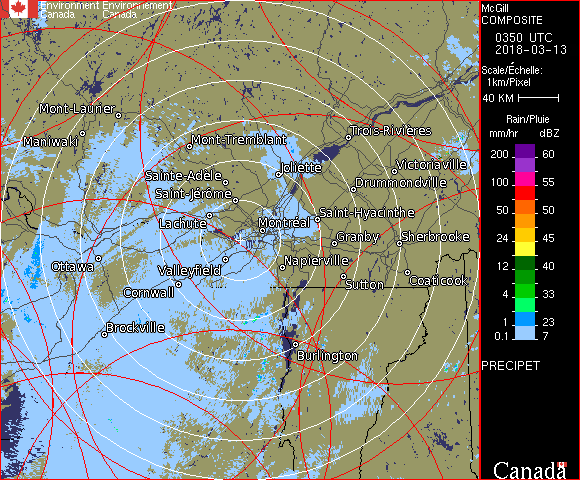 Environment Environnement
Canada Canada
McGill
COMPOSITE
0350 UTC
2018-03-13
Scale/Échelle:
1km/Pixel
40 KM
Rain/Pluie
mm/hr dBZ
200 60
100 55
50 50
24 45
12 40
8 33
4 28
1 23
0.1 7
PRECIPET
Canada
Mont-Laurier
Maniwaki
Mont-Tremblant
Trois-Rivières
Sainte-Adèle
Joliette
Victoriaville
Saint-Jérôme
Drummondville
Lachute
Montréal
Saint-Hyacinthe
Granby
Sherbrooke
Ottawa
Valleyfield
Napierville
Cornwall
Sutton
Coaticook
Brockville
Burlington